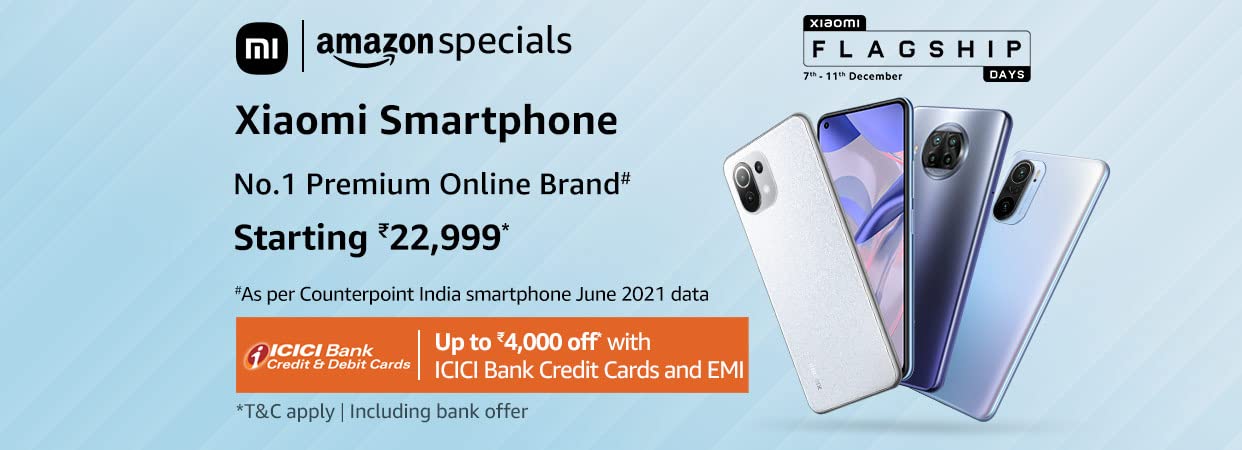 mi | amazon specials
XIAOMI
FLAGSHIP
DAYS
7th - 11th December
Xiaomi Smartphone
No.1 Premium Online Brand#
Starting ₹22,999*
#As per Counterpoint India smartphone June 2021 data
ICICI Bank
Credit & Debit Cards
Up to ₹4,000 off* with
ICICI Bank Credit Cards and EMI
*T&C apply | Including bank offer